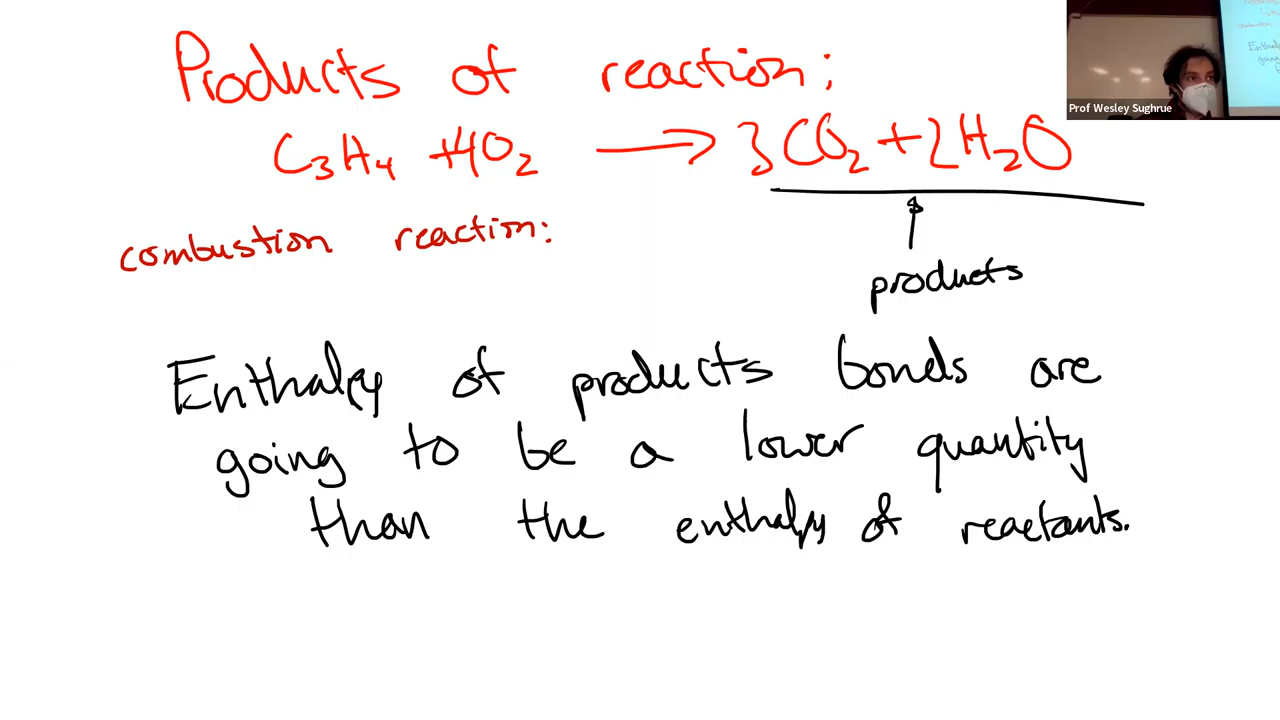 Products of reaction:
C3H4 + 4O2 → 3CO2 + 2H2O
combustion reaction:
products
Enthalpy of products bonds are
going to be a lower quantity
than the enthalpy of reactants.
Prof Wesley Sughrue